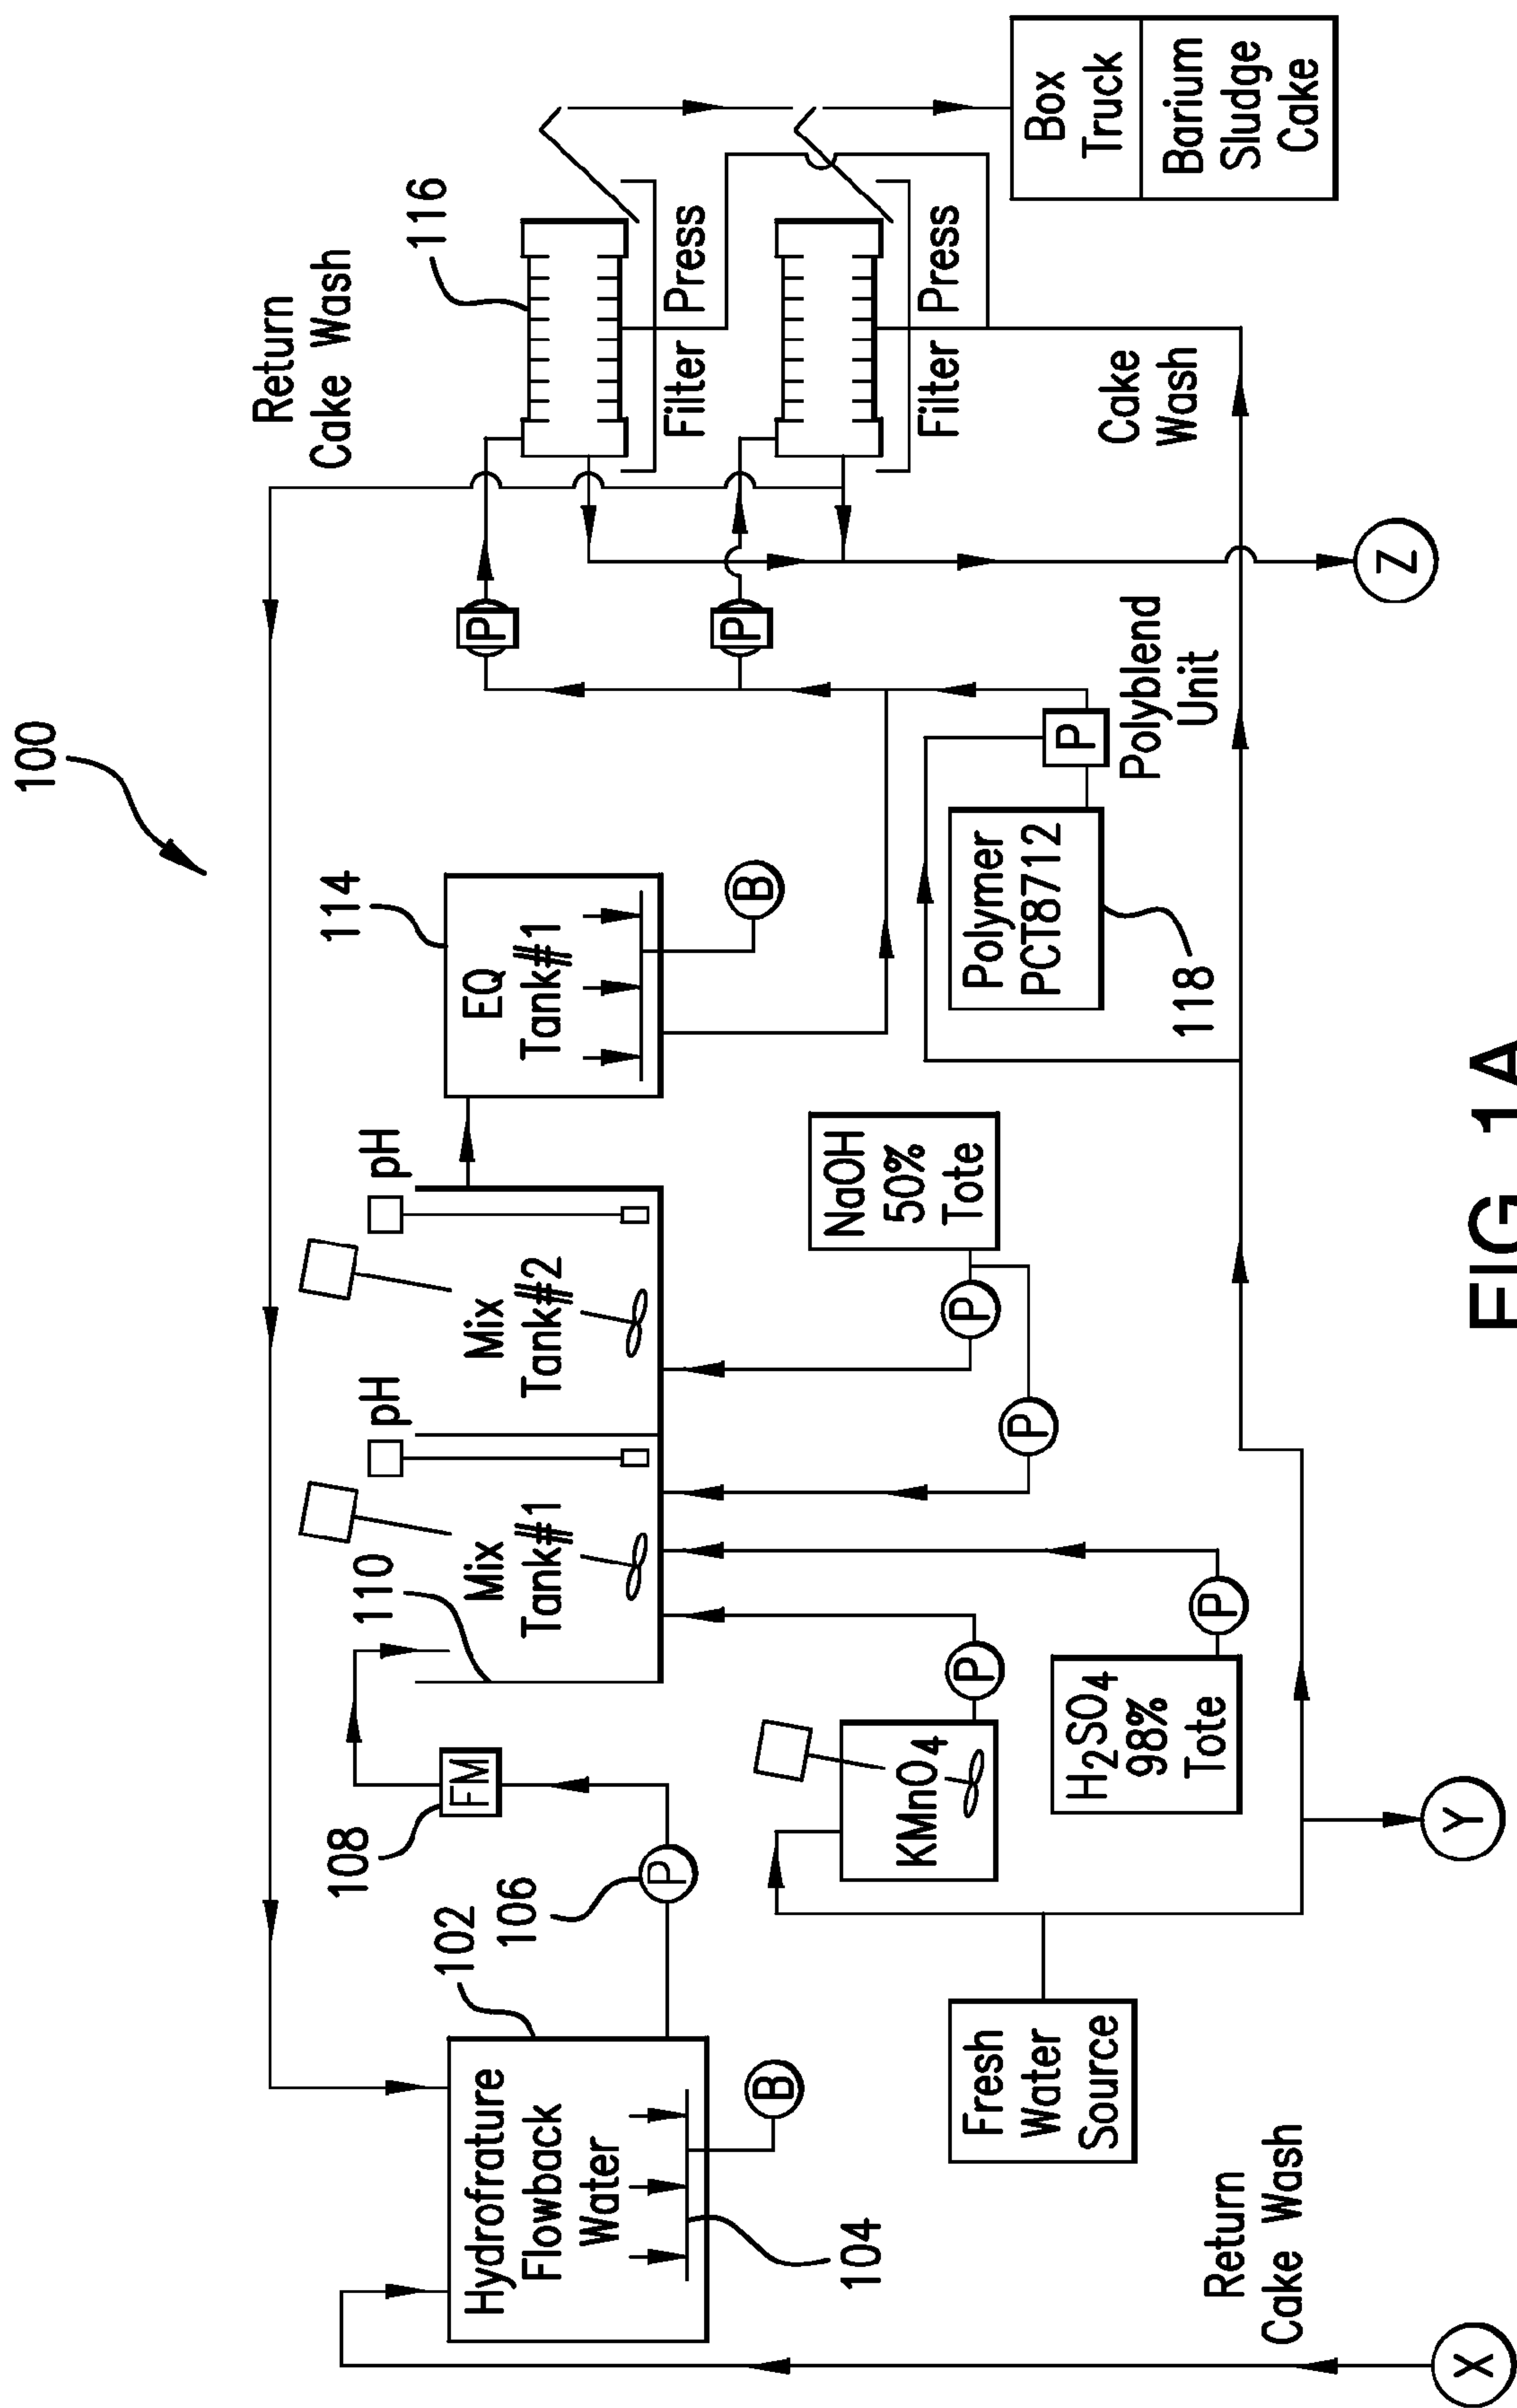 100
Return
Cake Wash
116
Filter Press
Filter Press
Cake
Wash
Box
Truck
Barium
Sludge
Cake
P
P
Z
114
EQ
Tank#1
B
P
Polyblend
Unit
Polymer
PCT8712
118
pH
Mix
Tank#2
pH
Mix
Tank#1
110
NaOH
50%
Tote
P
P
108
FM
106
P
KMnO4
P
H2SO4
98%
Tote
P
Y
102
Hydrofrature
Flowback
Water
104
B
Fresh
Water
Source
Return
Cake Wash
X
FIG. 1A